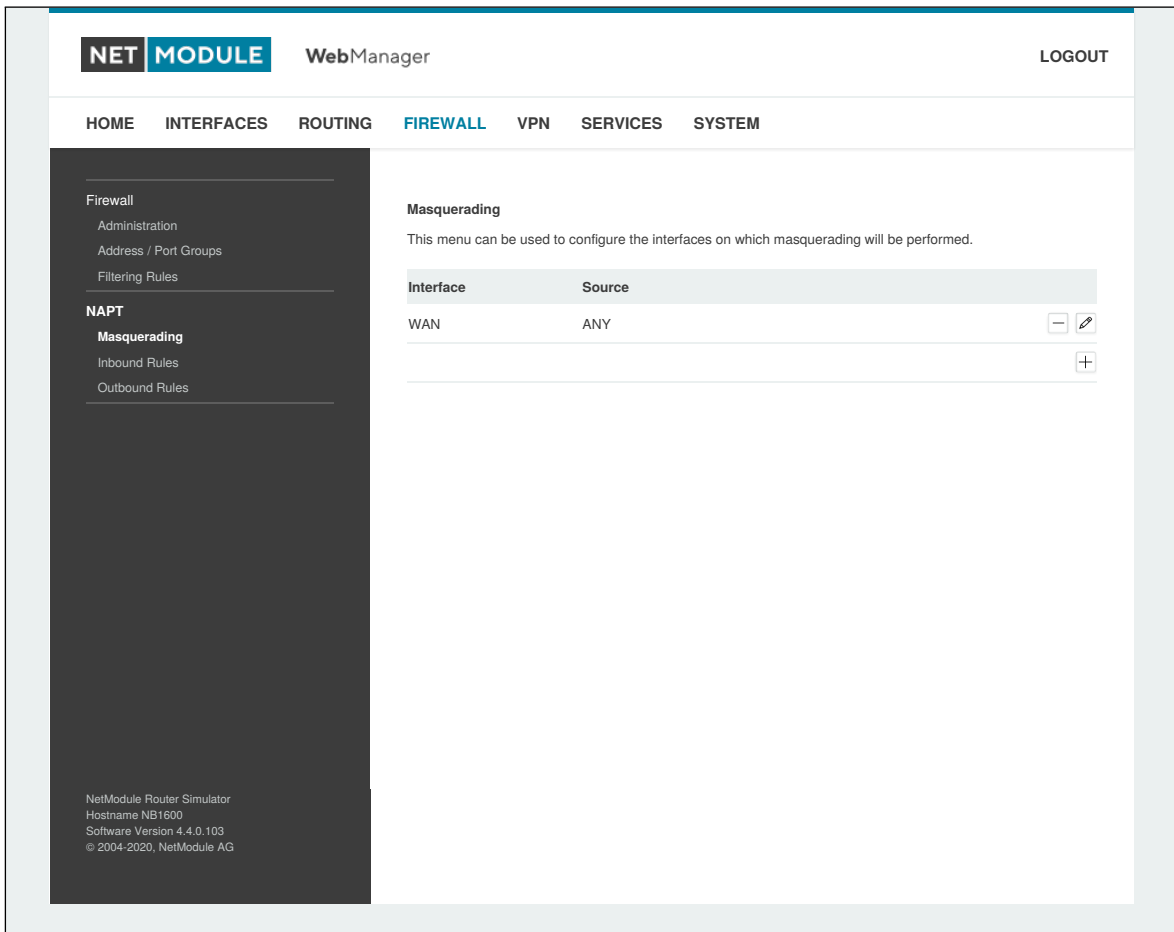 NET MODULE WebManager LOGOUT
HOME INTERFACES ROUTING FIREWALL VPN SERVICES SYSTEM
Firewall
Administration
Address / Port Groups
Filtering Rules
NAPT
Masquerading
Inbound Rules
Outbound Rules
NetModule Router Simulator
Hostname NB1600
Software Version 4.4.0.103
© 2004-2020, NetModule AG
Masquerading
This menu can be used to configure the interfaces on which masquerading will be performed.
Interface Source
WAN ANY